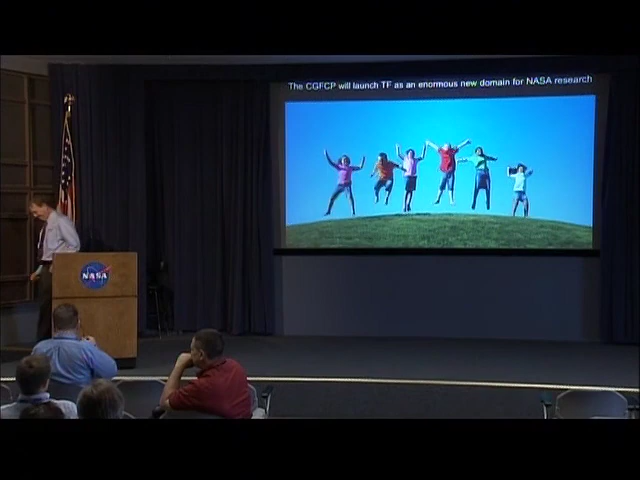 The CGFCP will launch TF as an enormous new domain for NASA research
NASA